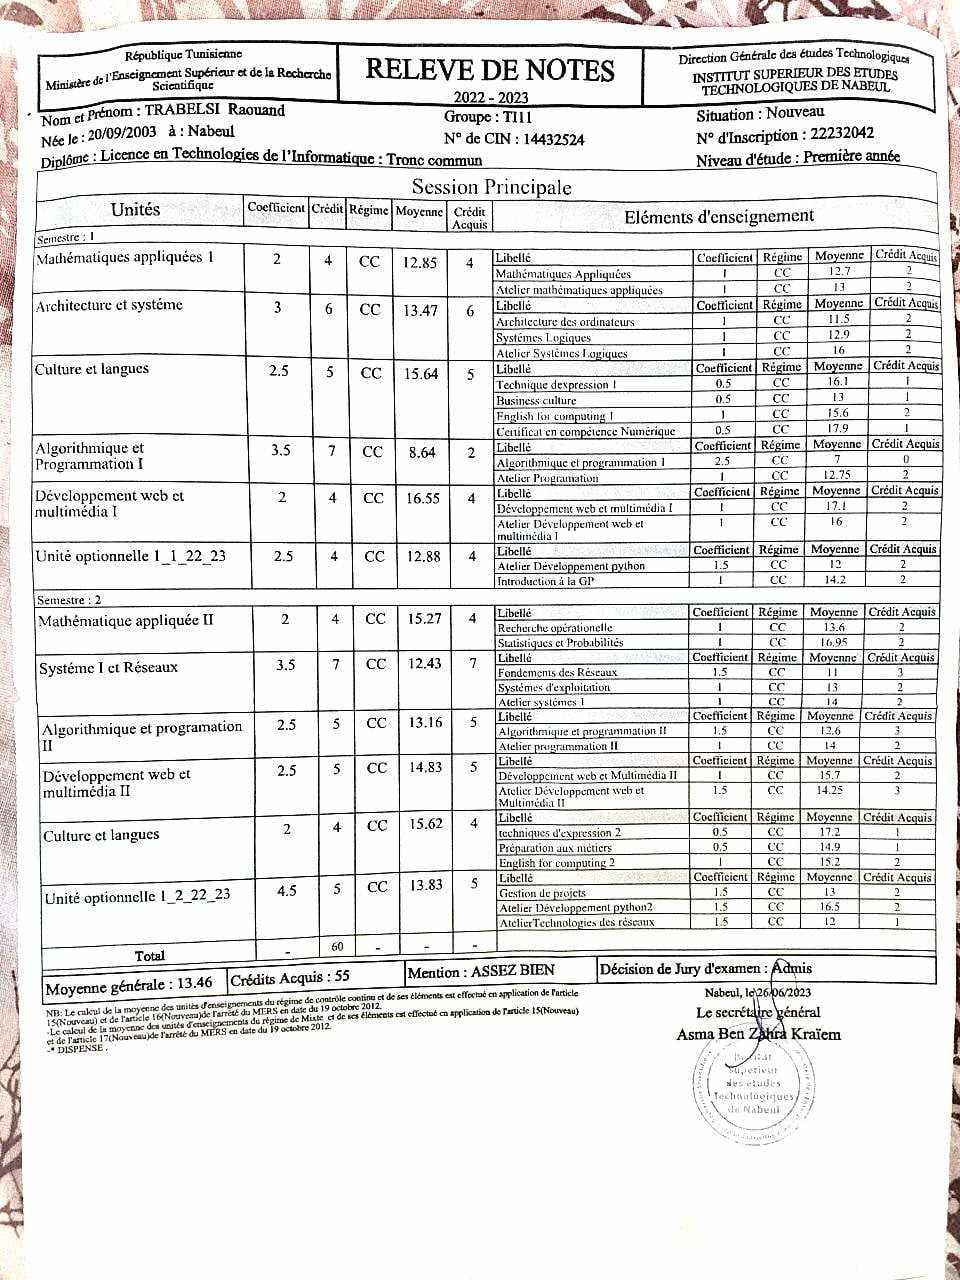 République Tunisienne
Ministère de l'Enseignement Supérieur et de la Recherche
Scientifique
RELEVE DE NOTES
2022 - 2023
Direction Générale des études Technologiques
INSTITUT SUPERIEUR DES ETUDES
TECHNOLOGIQUES DE NABEUL
Nom et Prénom : TRABELSI Raouand
Groupe : TI11
Situation : Nouveau
Née le : 20/09/2003 à : Nabeul
N° de CIN : 14432524
N° d'Inscription : 22232042
Diplôme : Licence en Technologies de l'Informatique : Tronc commun
Niveau d'étude : Première année
Session Principale
Unités Coefficient Crédit Régime Moyenne Crédit Acquis Eléments d'enseignement
Semestre : 1
Mathématiques appliquées 1 2 4 CC 12.85 4
Libellé Coefficient Régime Moyenne Crédit Acquis
Mathématiques Appliquées 1 CC 12.7 2
Atelier mathématiques appliquées 1 CC 13 2
Architecture et systéme 3 6 CC 13.47 6
Libellé Coefficient Régime Moyenne Crédit Acquis
Architecture des ordinateurs 1 CC 11.5 2
Systémes Logiques 1 CC 12.9 2
Atelier Systémes Logiques 1 CC 16 2
Culture et langues 2.5 5 CC 15.64 5
Libellé Coefficient Régime Moyenne Crédit Acquis
Technique dexpression 1 0.5 CC 16.1 1
Business culture 0.5 CC 13 1
English for computing 1 1 CC 15.6 2
Certificat en compétence Numérique 0.5 CC 17.9 1
Algorithmique et
Programmation I 3.5 7 CC 8.64 2
Libellé Coefficient Régime Moyenne Crédit Acquis
Algorithmique et programmation 1 2.5 CC 7 0
Atelier Programation 1 CC 12.75 2
Développement web et
multimédia I 2 4 CC 16.55 4
Libellé Coefficient Régime Moyenne Crédit Acquis
Développement web et multimédia I 1 CC 17.1 2
Atelier Développement web et
multimédia I 1 CC 16 2
Unité optionnelle 1_1_22_23 2.5 4 CC 12.88 4
Libellé Coefficient Régime Moyenne Crédit Acquis
Atelier Développement python 1.5 CC 12 2
Introduction à la GP 1 CC 14.2 2
Semestre : 2
Mathématique appliquée II 2 4 CC 15.27 4
Libellé Coefficient Régime Moyenne Crédit Acquis
Recherche opérationelle 1 CC 13.6 2
Statistiques et Probabilités 1 CC 16.95 2
Systéme I et Réseaux 3.5 7 CC 12.43 7
Libellé Coefficient Régime Moyenne Crédit Acquis
Fondements des Réseaux 1.5 CC 11 3
Systémes d'exploitation 1 CC 13 2
Atelier systèmes 1 1 CC 14 2
Algorithmique et programation
II 2.5 5 CC 13.16 5
Libellé Coefficient Régime Moyenne Crédit Acquis
Algorithmique et programmation II 1.5 CC 12.6 3
Atelier programmation II 1 CC 14 2
Développement web et
multimédia II 2.5 5 CC 14.83 5
Libellé Coefficient Régime Moyenne Crédit Acquis
Développement web et Multimédia II 1 CC 15.7 2
Atelier Développement web et
Multimédia II 1.5 CC 14.25 3
Culture et langues 2 4 CC 15.62 4
Libellé Coefficient Régime Moyenne Crédit Acquis
techniques d'expression 2 0.5 CC 17.2 1
Préparation aux métiers 0.5 CC 14.9 1
English for computing 2 1 CC 15.2 2
Unité optionnelle 1_2_22_23 4.5 5 CC 13.83 5
Libellé Coefficient Régime Moyenne Crédit Acquis
Gestion de projets 1.5 CC 13 2
Atelier Développement python2 1.5 CC 16.5 2
AtelierTechnologies des réseaux 1.5 CC 12 1
Total - 60 - - -
Moyenne générale : 13.46 Crédits Acquis : 55 Mention : ASSEZ BIEN Décision de Jury d'examen : Admis
NB: Le calcul de la moyenne des unités d'enseignements du régime de contrôle continu et de ses éléments est effectué en application de l'article
15(Nouveau) et de l'article 16(Nouveau)de l'arrêté du MERS en date du 19 octobre 2012.
-Le calcul de la moyenne des unités d'enseignements du régime de Mixte et de ses éléments est effectué en application de l'article 15(Nouveau)
et de l'article 17(Nouveau)de l'arrêté du MERS en date du 19 octobre 2012.
-* DISPENSE .
Nabeul, le 26/06/2023
Le secrétaire général
Asma Ben Zahra Kraïem
Institut
Supérieur
des études
Technologiques
de Nabeul